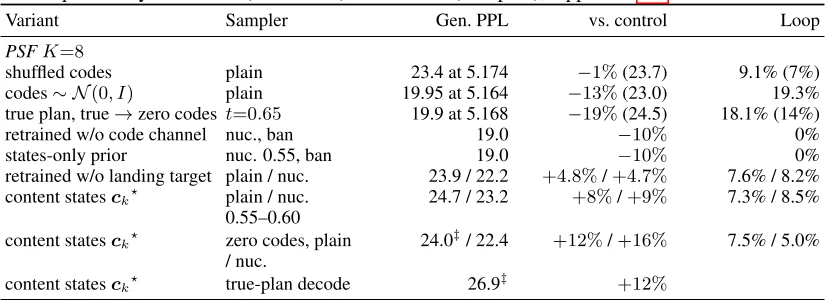 Variant Sampler Gen. PPL vs. control Loop
PSF K=8
shuffled codes plain 23.4 at 5.174 −1% (23.7) 9.1% (7%)
codes ∼ N(0, I) plain 19.95 at 5.164 −13% (23.0) 19.3%
true plan, true → zero codes t=0.65 19.9 at 5.168 −19% (24.5) 18.1% (14%)
retrained w/o code channel nuc., ban 19.0 −10% 0%
states-only prior nuc. 0.55, ban 19.0 −10% 0%
retrained w/o landing target plain / nuc. 23.9 / 22.2 +4.8% / +4.7% 7.6% / 8.2%
content states cₖ⋆ plain / nuc. 24.7 / 23.2 +8% / +9% 7.3% / 8.5%
0.55–0.60
content states cₖ⋆ zero codes, plain 24.0‡ / 22.4 +12% / +16% 7.5% / 5.0%
/ nuc.
content states cₖ⋆ true-plan decode 26.9‡ +12%